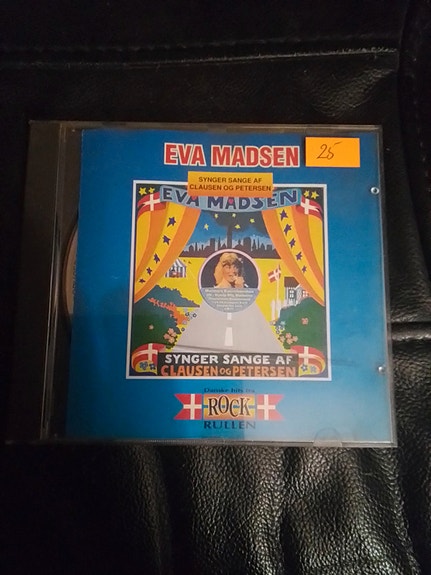 EVA MADSEN
25
SYNGER SANGE AF
CLAUSEN OG PETERSEN
EVA MADSEN
SYNGER SANGE AF
CLAUSEN OG PETERSEN
Danske hits fra
ROCK
RULLEN